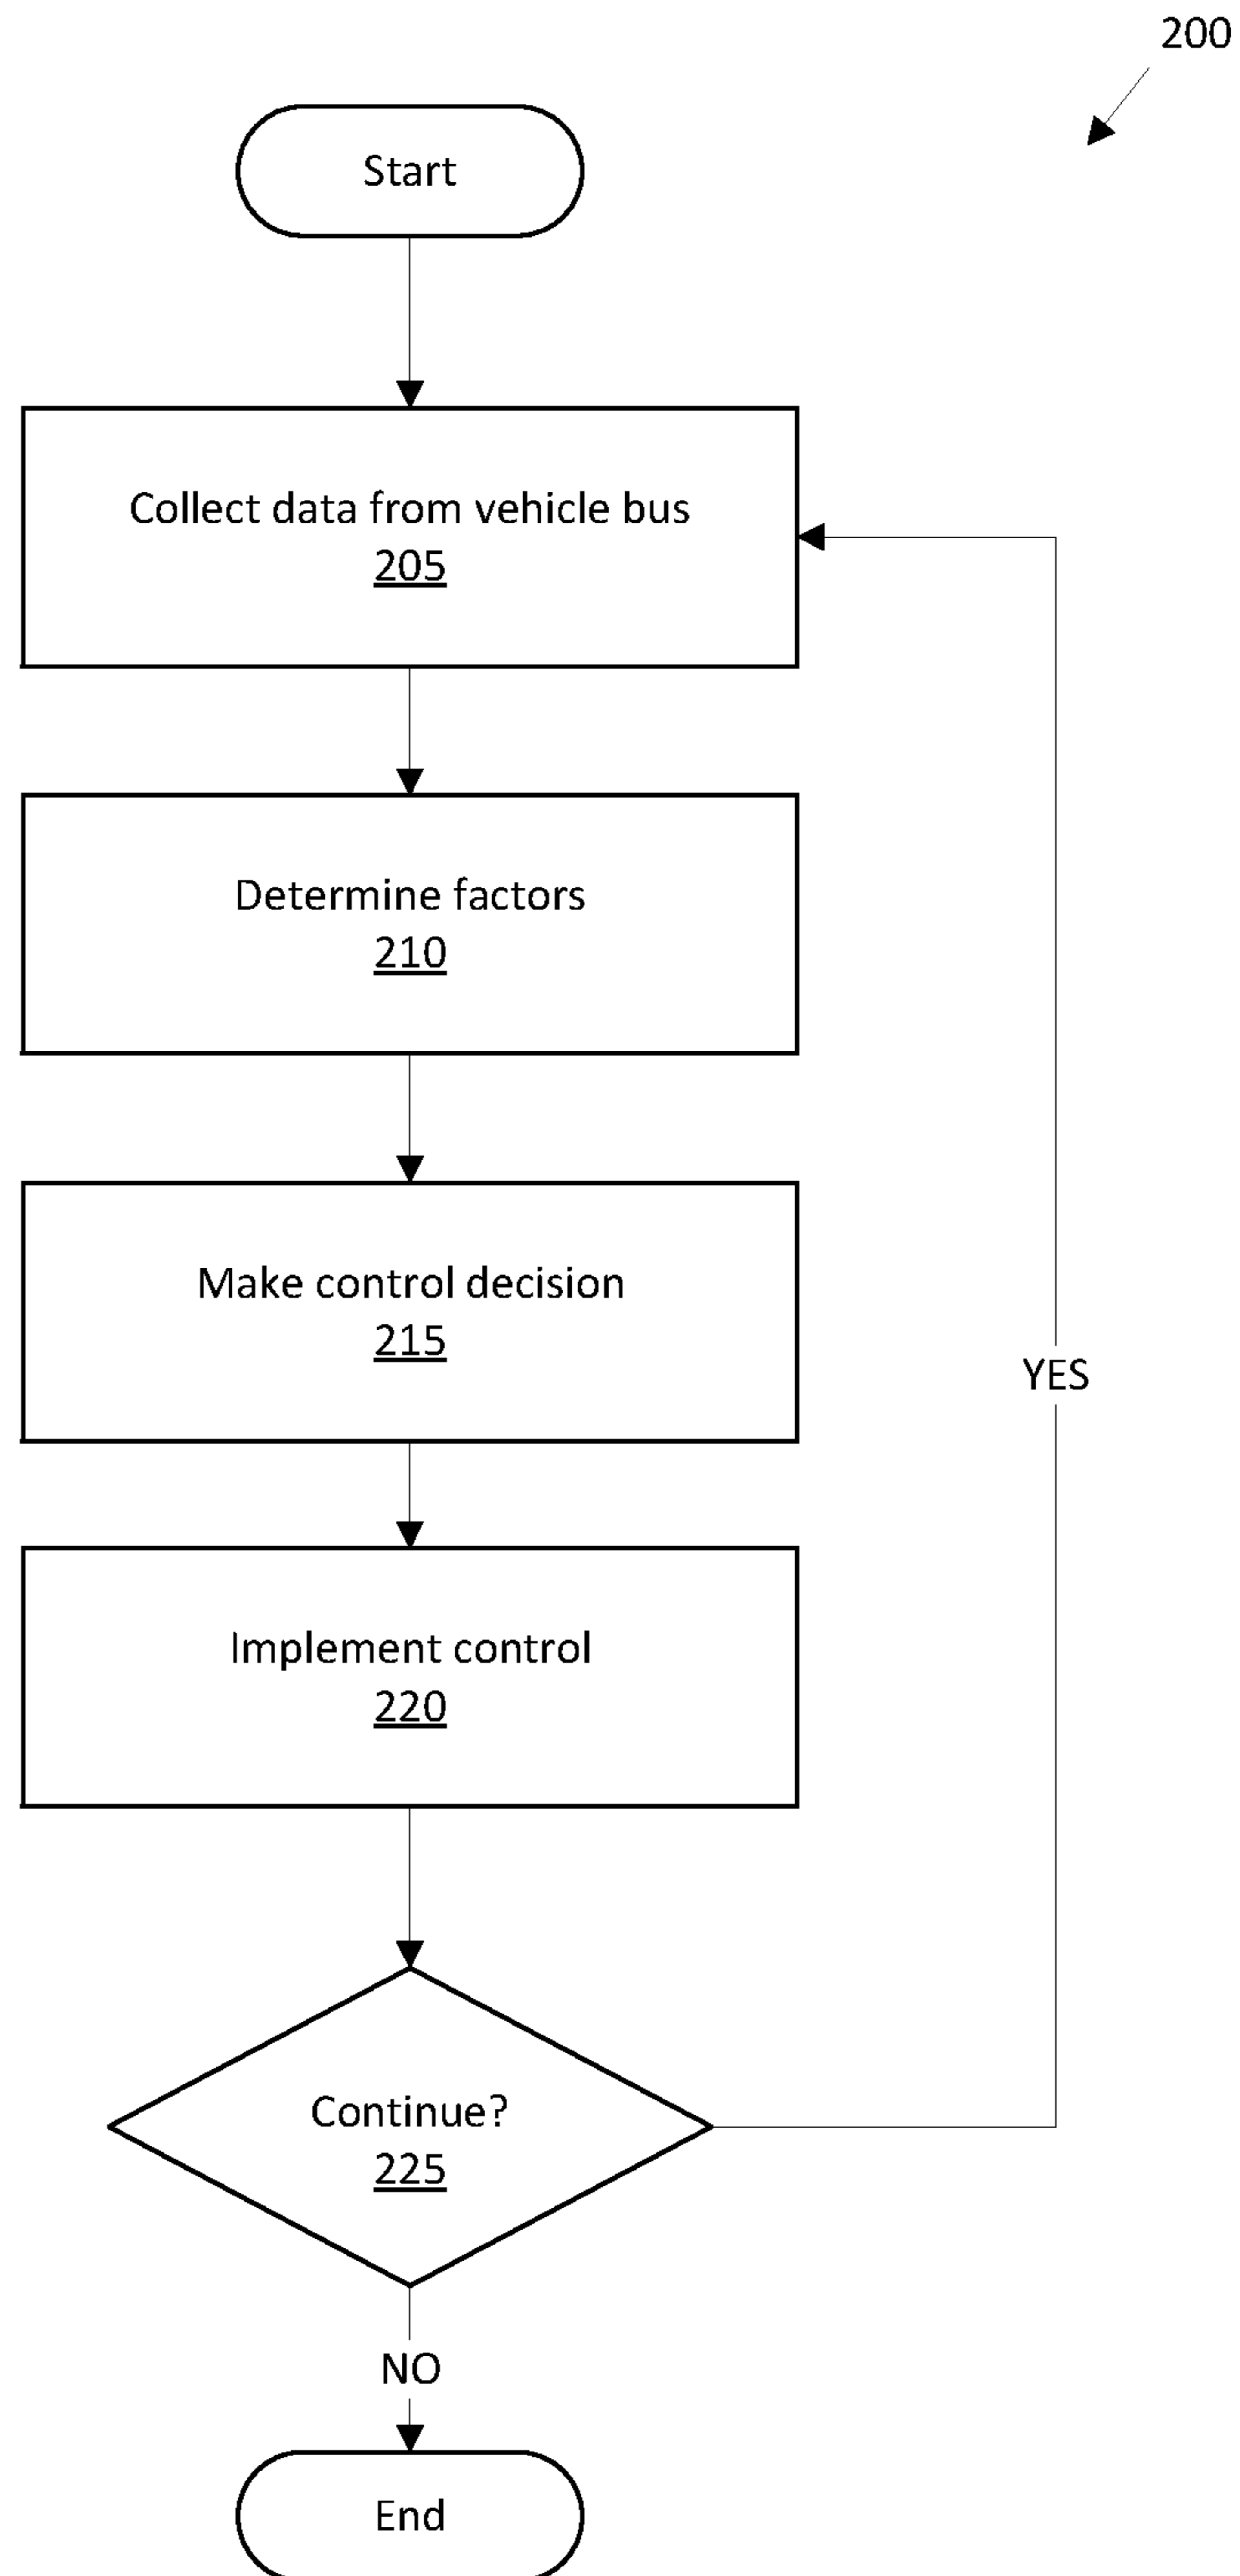 200
Start
Collect data from vehicle bus
205
Determine factors
210
Make control decision
215
YES
Implement control
220
Continue?
225
NO
End